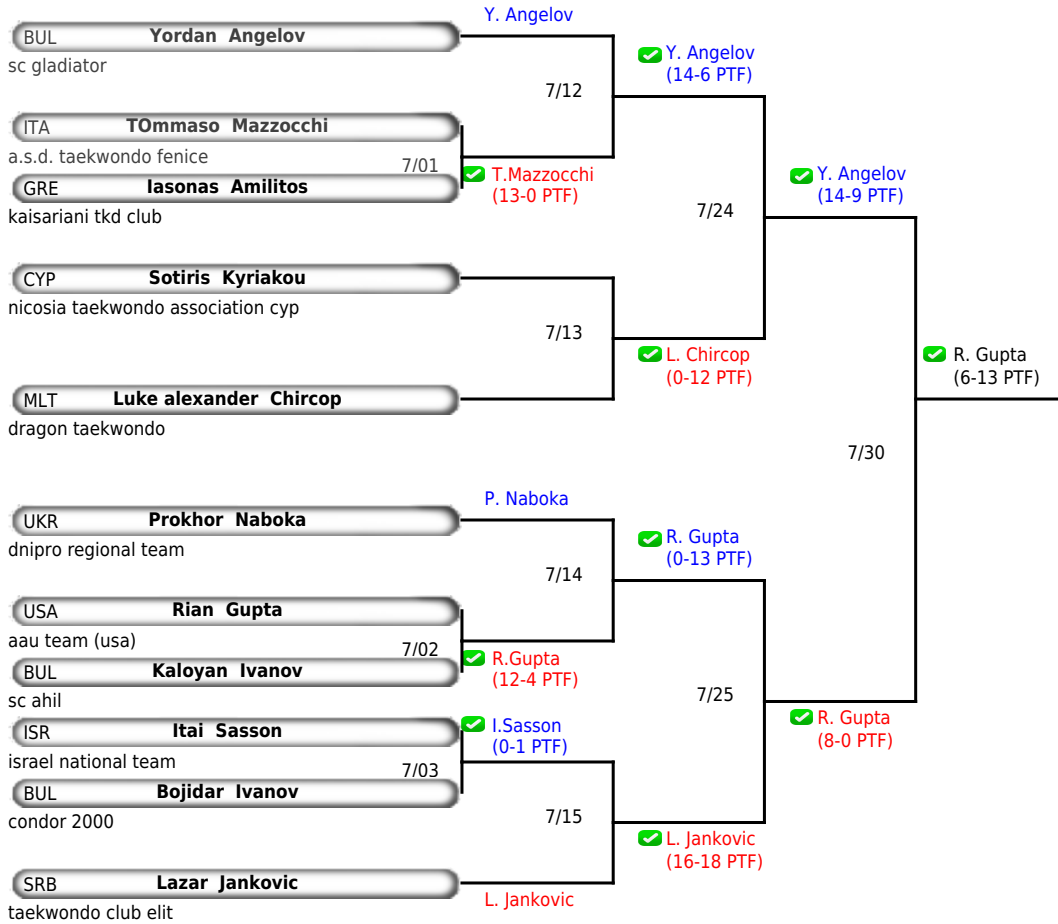 Y. Angelov
BUL Yordan Angelov
sc gladiator
Y. Angelov
(14-6 PTF)
7/12
ITA TOmmaso Mazzocchi
a.s.d. taekwondo fenice
7/01
T.Mazzocchi
(13-0 PTF)
GRE Iasonas Amilitos
kaisariani tkd club
Y. Angelov
(14-9 PTF)
7/24
CYP Sotiris Kyriakou
nicosia taekwondo association cyp
7/13
L. Chircop
(0-12 PTF)
R. Gupta
(6-13 PTF)
MLT Luke alexander Chircop
dragon taekwondo
7/30
P. Naboka
UKR Prokhor Naboka
dnipro regional team
R. Gupta
(0-13 PTF)
7/14
USA Rian Gupta
aau team (usa)
7/02
R.Gupta
(12-4 PTF)
BUL Kaloyan Ivanov
sc ahil
7/25
ISR Itai Sasson
israel national team
I.Sasson
(0-1 PTF)
R. Gupta
(8-0 PTF)
7/03
BUL Bojidar Ivanov
condor 2000
7/15
L. Jankovic
(16-18 PTF)
SRB Lazar Jankovic
taekwondo club elit
L. Jankovic